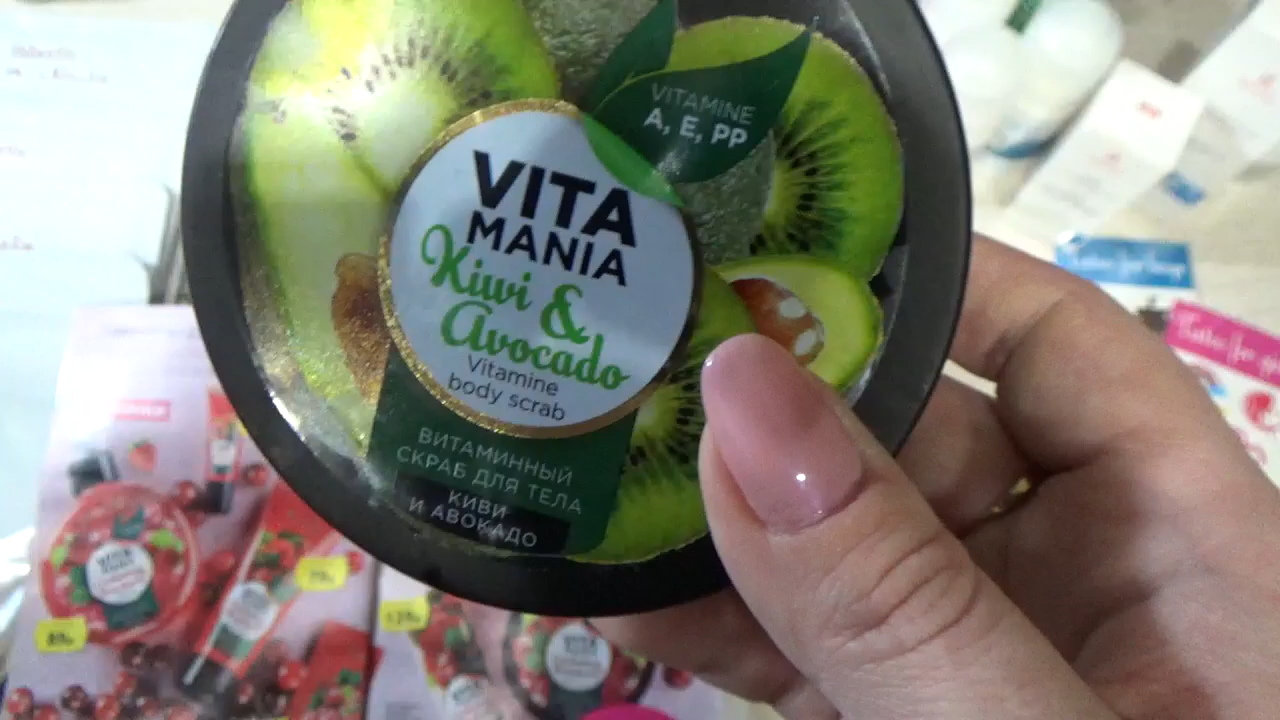 VITAMINE
A, E, PP
VITA
MANIA
Kiwi &
Avocado
Vitamine
body scrab
ВИТАМИННЫЙ
СКРАБ ДЛЯ ТЕЛА
КИВИ
И АВОКАДО